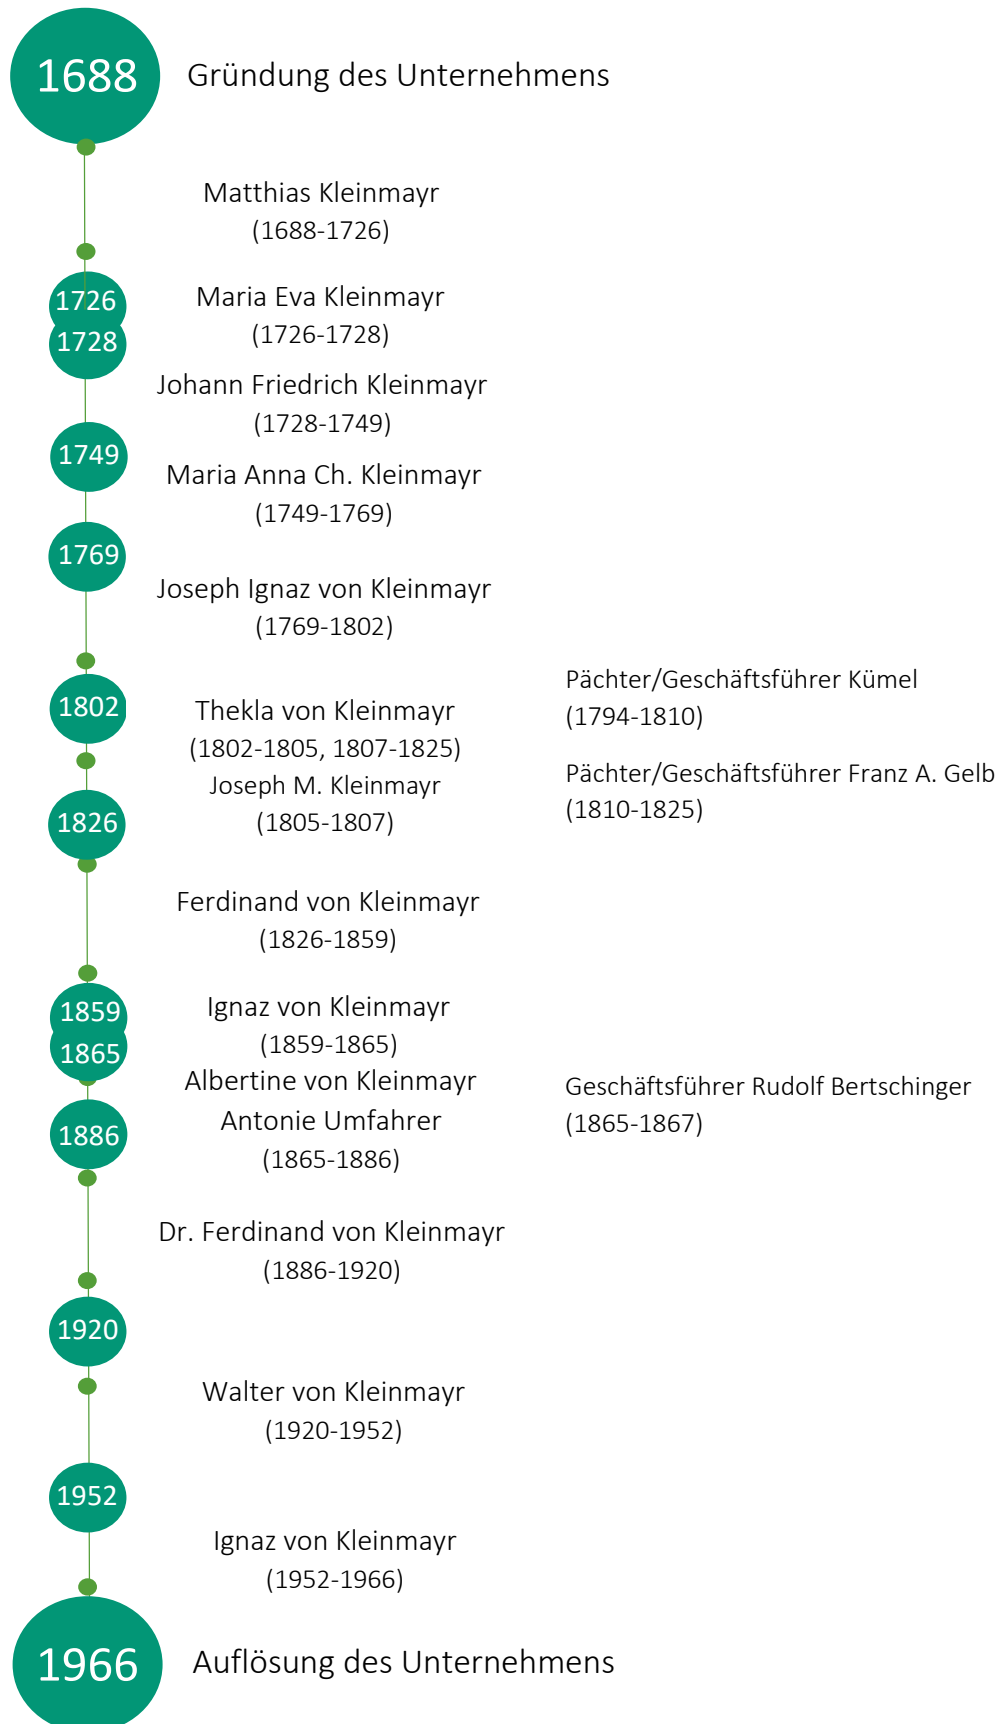 1688
Gründung des Unternehmens
Matthias Kleinmayr
(1688-1726)
1726
Maria Eva Kleinmayr
(1726-1728)
1728
Johann Friedrich Kleinmayr
(1728-1749)
1749
Maria Anna Ch. Kleinmayr
(1749-1769)
1769
Joseph Ignaz von Kleinmayr
(1769-1802)
1802
Thekla von Kleinmayr
(1802-1805, 1807-1825)
Joseph M. Kleinmayr
(1805-1807)
Pächter/Geschäftsführer Kümel
(1794-1810)
Pächter/Geschäftsführer Franz A. Gelb
(1810-1825)
1826
Ferdinand von Kleinmayr
(1826-1859)
1859
Ignaz von Kleinmayr
(1859-1865)
1865
Albertine von Kleinmayr
Antonie Umfahrer
(1865-1886)
Geschäftsführer Rudolf Bertschinger
(1865-1867)
1886
Dr. Ferdinand von Kleinmayr
(1886-1920)
1920
Walter von Kleinmayr
(1920-1952)
1952
Ignaz von Kleinmayr
(1952-1966)
1966
Auflösung des Unternehmens